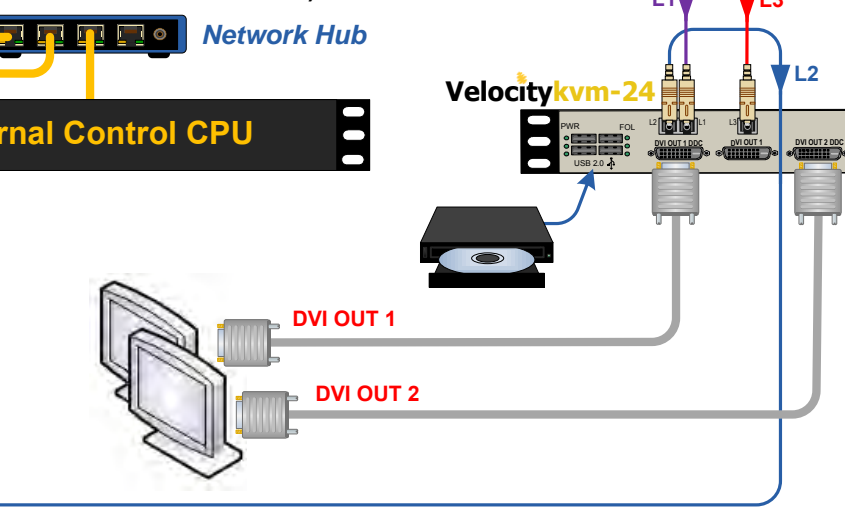 L1
L3
Network Hub
L2
Velocitykvm-24
rnal Control CPU
PWR
FOL
L2
L1
L3
DVI OUT 1 DDC
DVI OUT 1
DVI OUT 2 DDC
USB 2.0
DVI OUT 1
DVI OUT 2